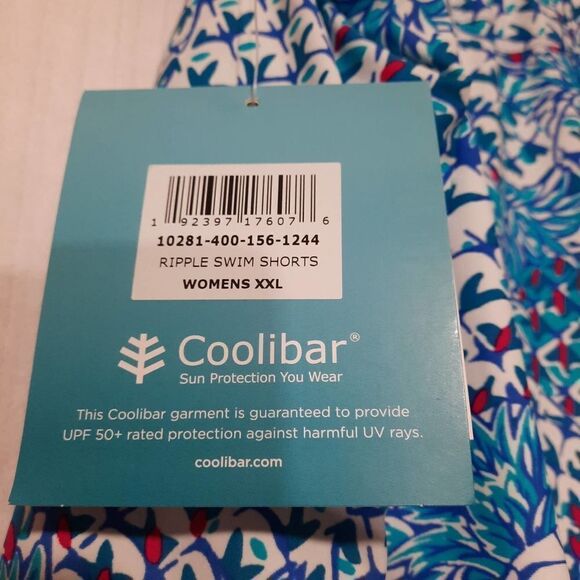 1 92397 17607 6
10281-400-156-1244
RIPPLE SWIM SHORTS
WOMENS XXL
Coolibar®
Sun Protection You Wear
This Coolibar garment is guaranteed to provide
UPF 50+ rated protection against harmful UV rays.
coolibar.com